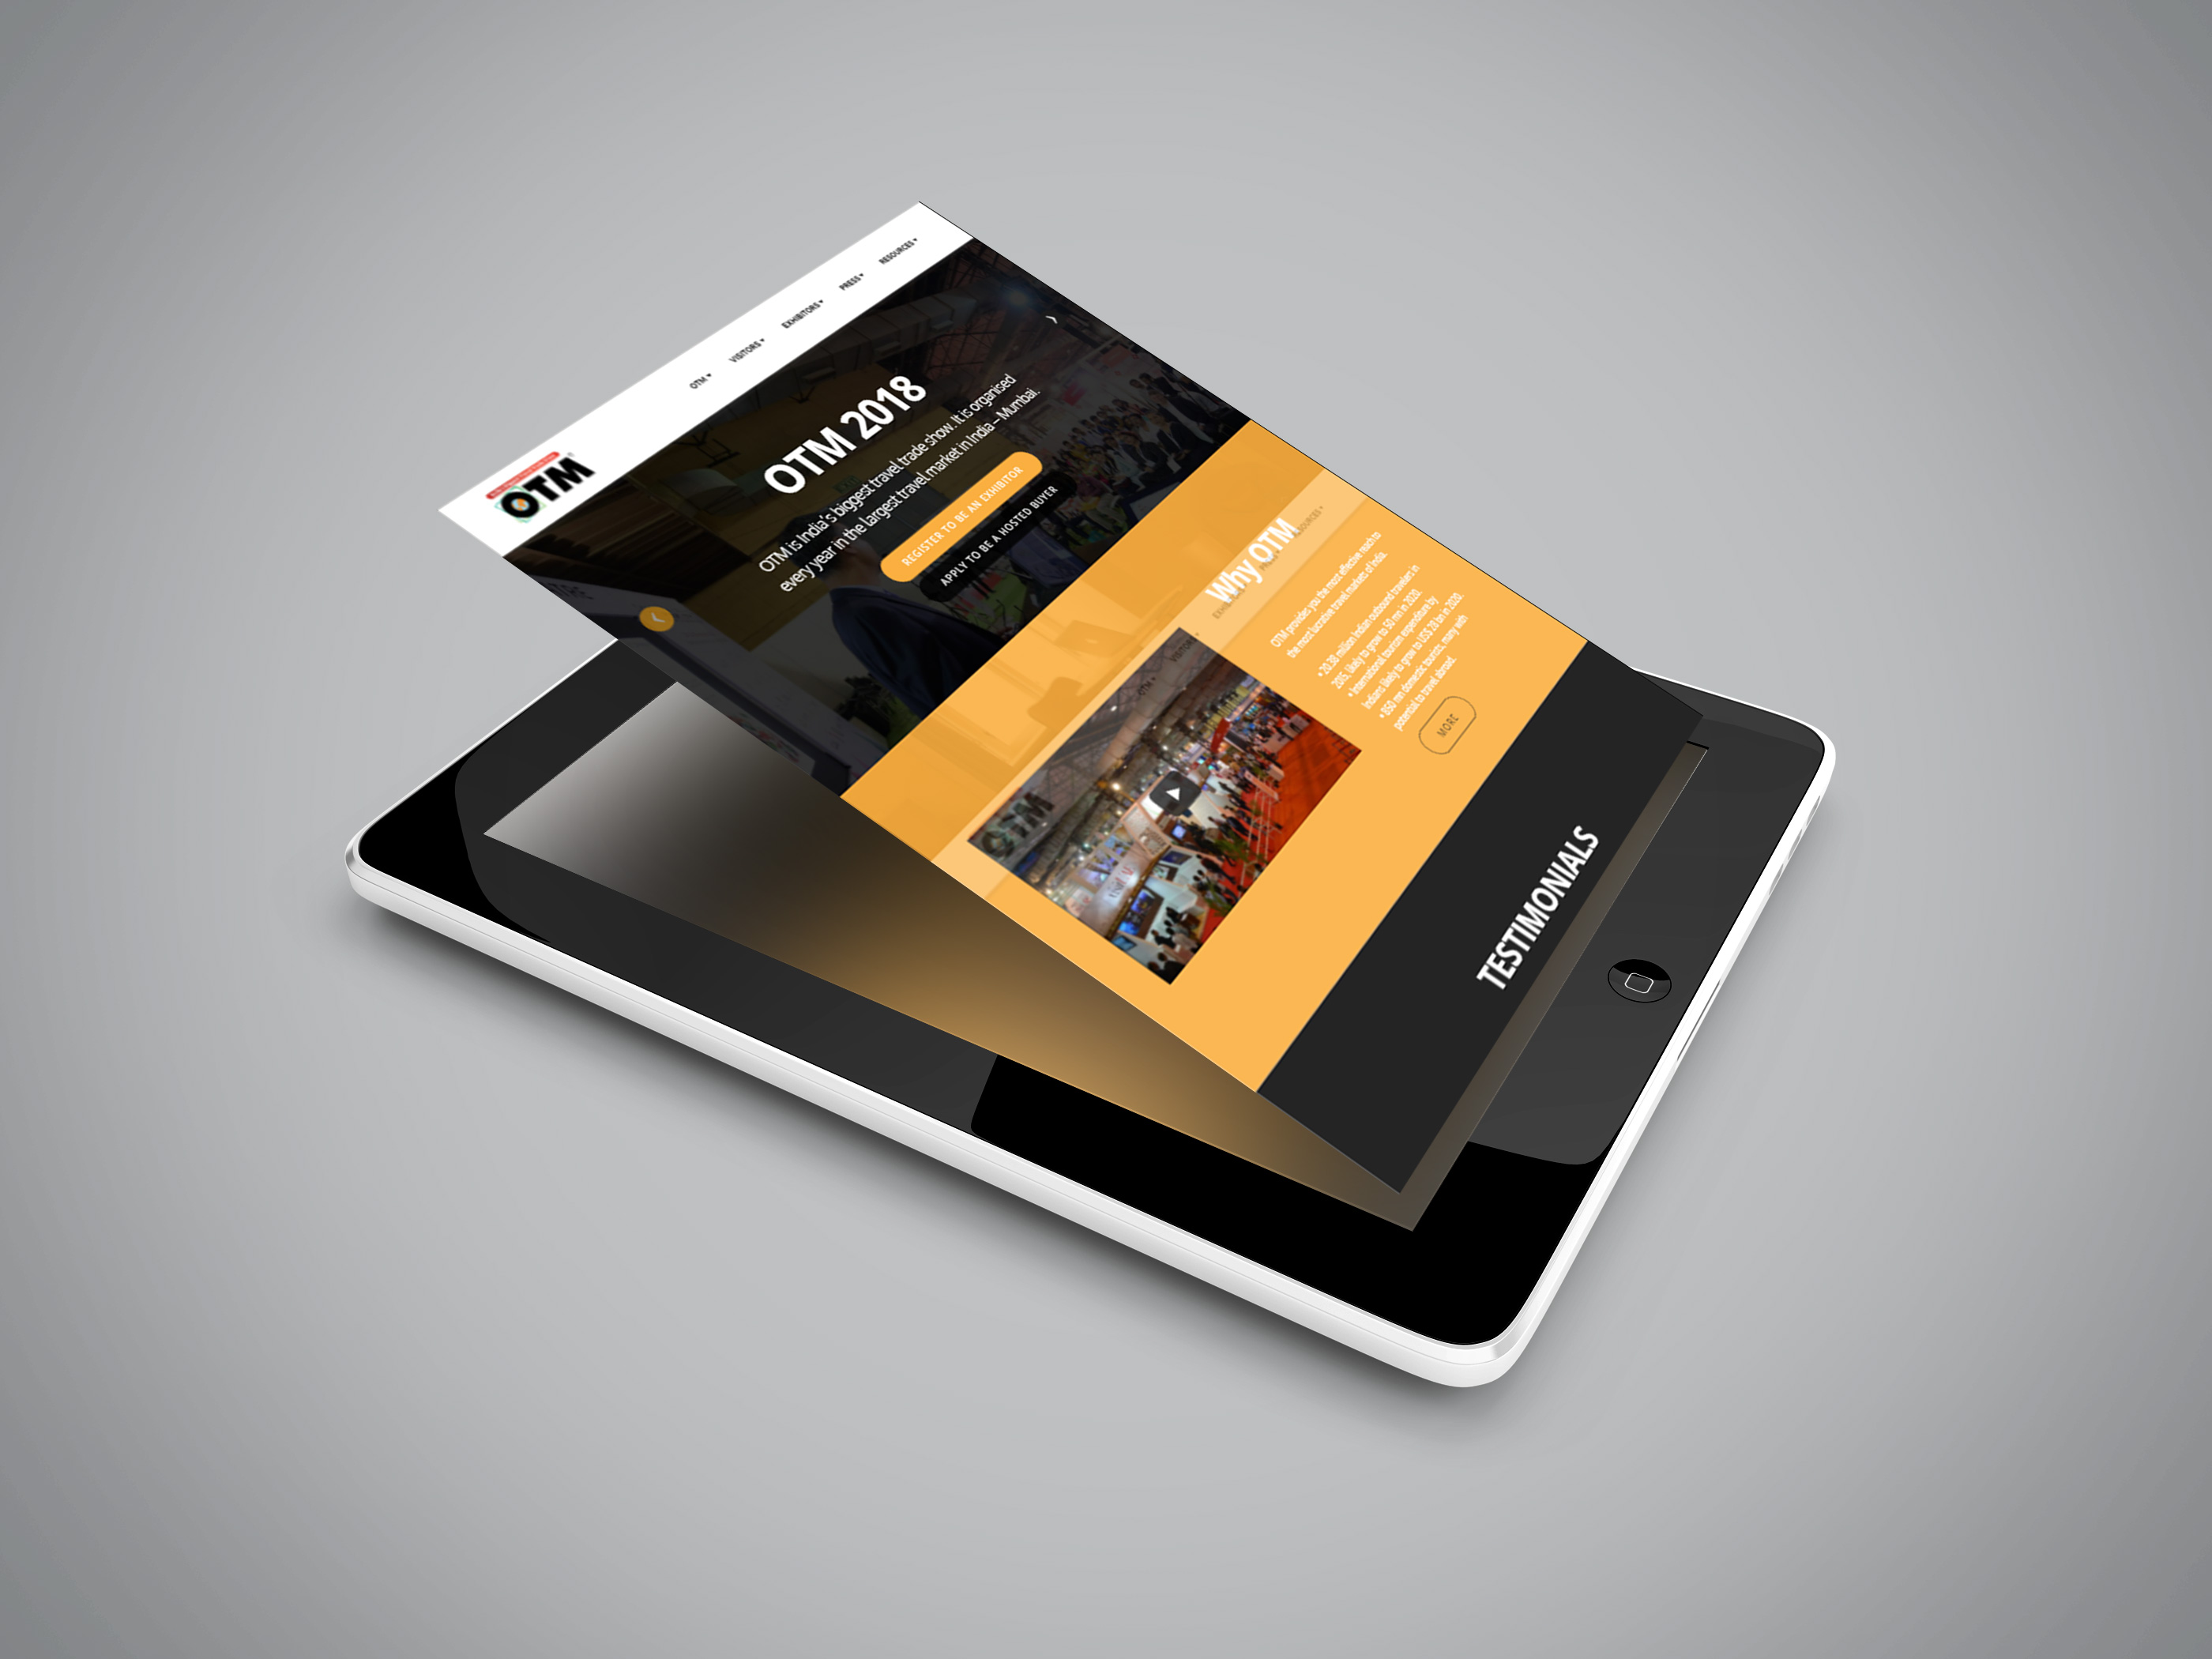 OTM
OTM ▾
VISITORS ▾
EXHIBITORS ▾
PRESS ▾
RESOURCES ▾
OTM 2018
OTM is India's biggest travel trade show. It is organised
every year in the largest travel market in India – Mumbai.
REGISTER TO BE AN EXHIBITOR
APPLY TO BE A HOSTED BUYER
Why OTM
OTM provides you the most effective reach to
the most lucrative travel markets of India.
• 20.38 million Indian outbound travelers in
2015, likely to grow to 50 mn in 2020.
• International tourism expenditure by
Indians likely to grow to US$ 28 bn in 2020.
• 850 mn domestic tourists, many with
potential to travel abroad.
MORE
OTM
OTM ▾
VISITORS ▾
TESTIMONIALS